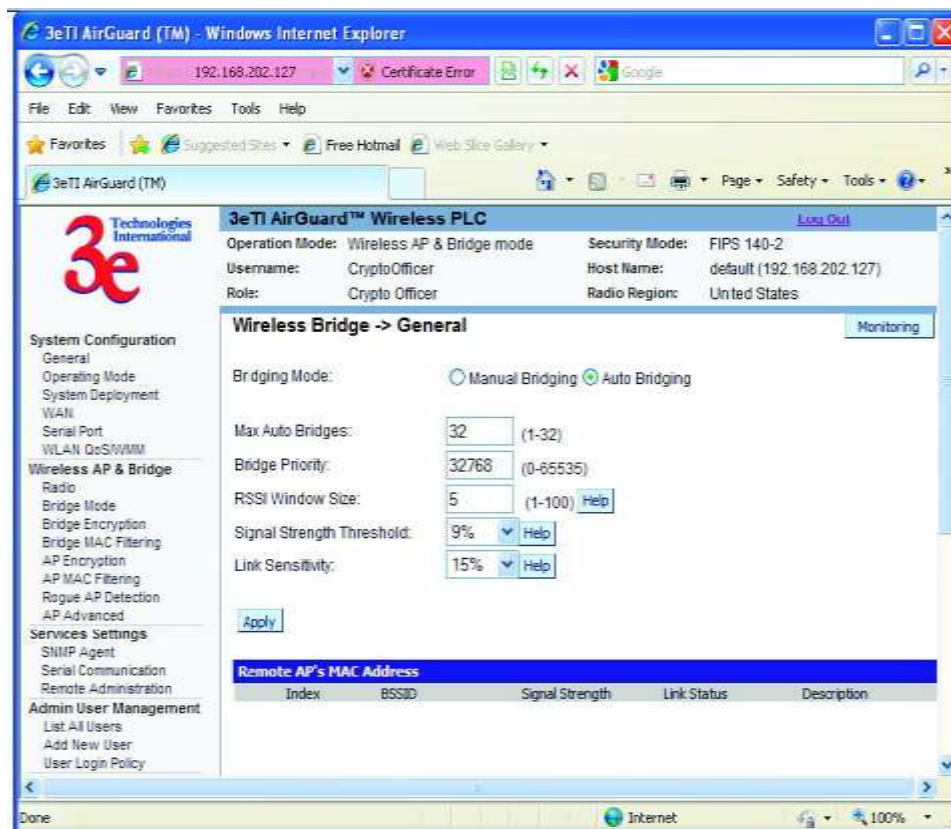 3eTI AirGuard (TM) - Windows Internet Explorer
192.168.202.127
Certificate Error
Google
File Edit View Favorites Tools Help
Favorites
Suggested Sites
Free Hotmail
Web Slice Gallery
3eTI AirGuard (TM)
Page
Safety
Tools
3e Technologies International
3eTI AirGuard™ Wireless PLC
Log Out
Operation Mode: Wireless AP & Bridge mode
Security Mode: FIPS 140-2
Username: CryptoOfficer
Host Name: default (192.168.202.127)
Role: Crypto Officer
Radio Region: United States
System Configuration
General
Operating Mode
System Deployment
WAN
Serial Port
WLAN QoS/WMM
Wireless AP & Bridge
Radio
Bridge Mode
Bridge Encryption
Bridge MAC Filtering
AP Encryption
AP MAC Filtering
Rogue AP Detection
AP Advanced
Services Settings
SNMP Agent
Serial Communication
Remote Administration
Admin User Management
List All Users
Add New User
User Login Policy
Wireless Bridge -> General
Monitoring
Bridging Mode: Manual Bridging Auto Bridging
Max Auto Bridges: 32 (1-32)
Bridge Priority: 32768 (0-65535)
RSSI Window Size: 5 (1-100) Help
Signal Strength Threshold: 9% Help
Link Sensitivity: 15% Help
Apply
Remote AP's MAC Address
Index BSSID Signal Strength Link Status Description
Done
Internet
100%